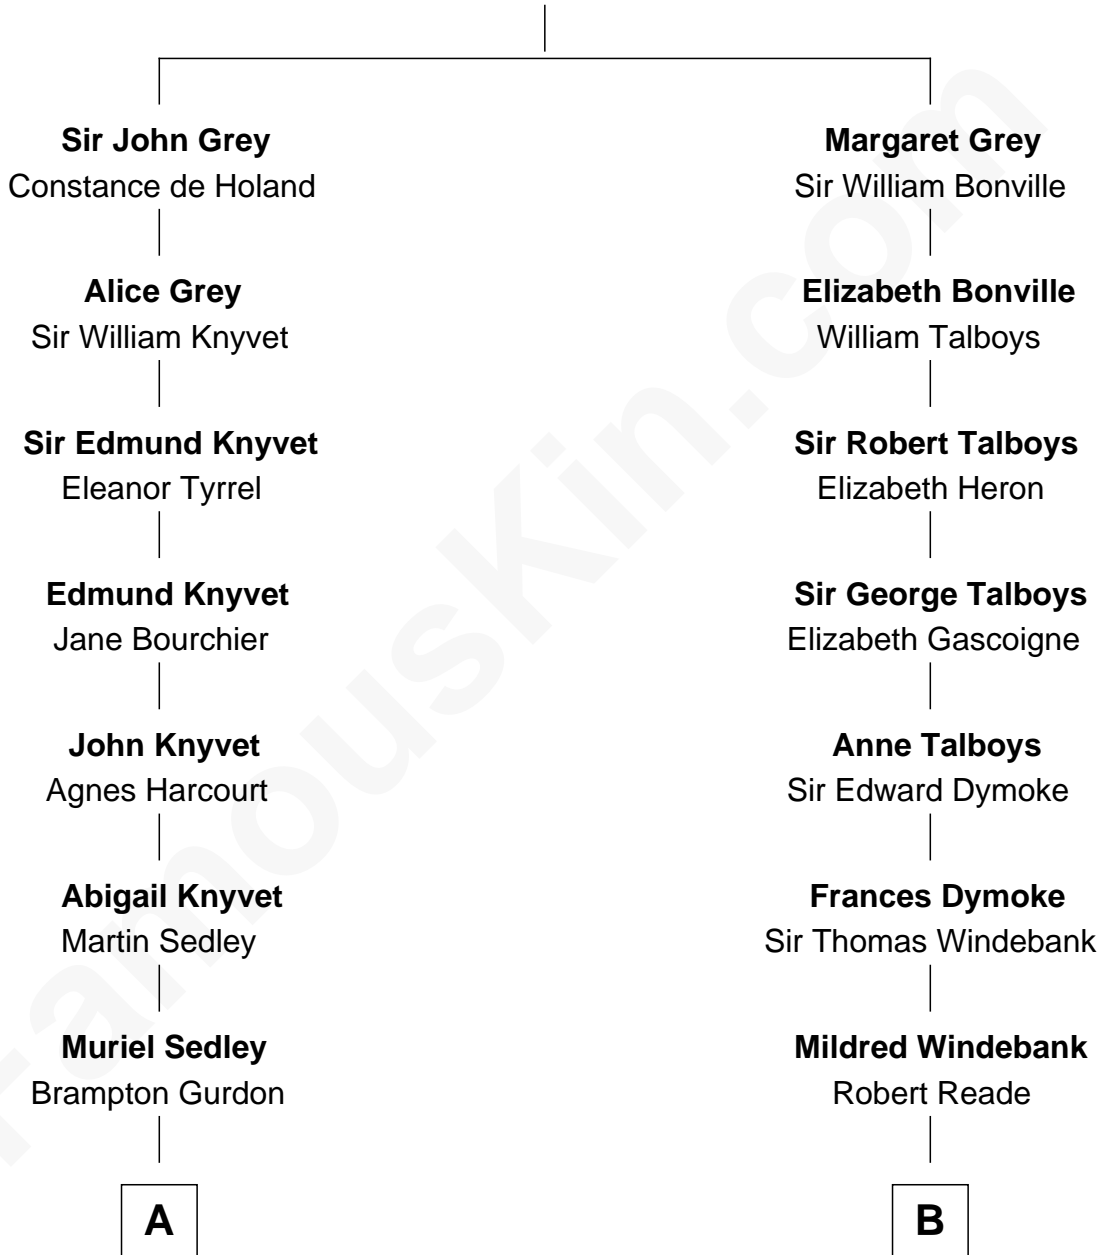 Sir John Grey
Constance de Holand
Alice Grey
Sir William Knyvet
Sir Edmund Knyvet
Eleanor Tyrrel
Edmund Knyvet
Jane Bourchier
John Knyvet
Agnes Harcourt
Abigail Knyvet
Martin Sedley
Muriel Sedley
Brampton Gurdon
A
Margaret Grey
Sir William Bonville
Elizabeth Bonville
William Talboys
Sir Robert Talboys
Elizabeth Heron
Sir George Talboys
Elizabeth Gascoigne
Anne Talboys
Sir Edward Dymoke
Frances Dymoke
Sir Thomas Windebank
Mildred Windebank
Robert Reade
B
FamousKin.com